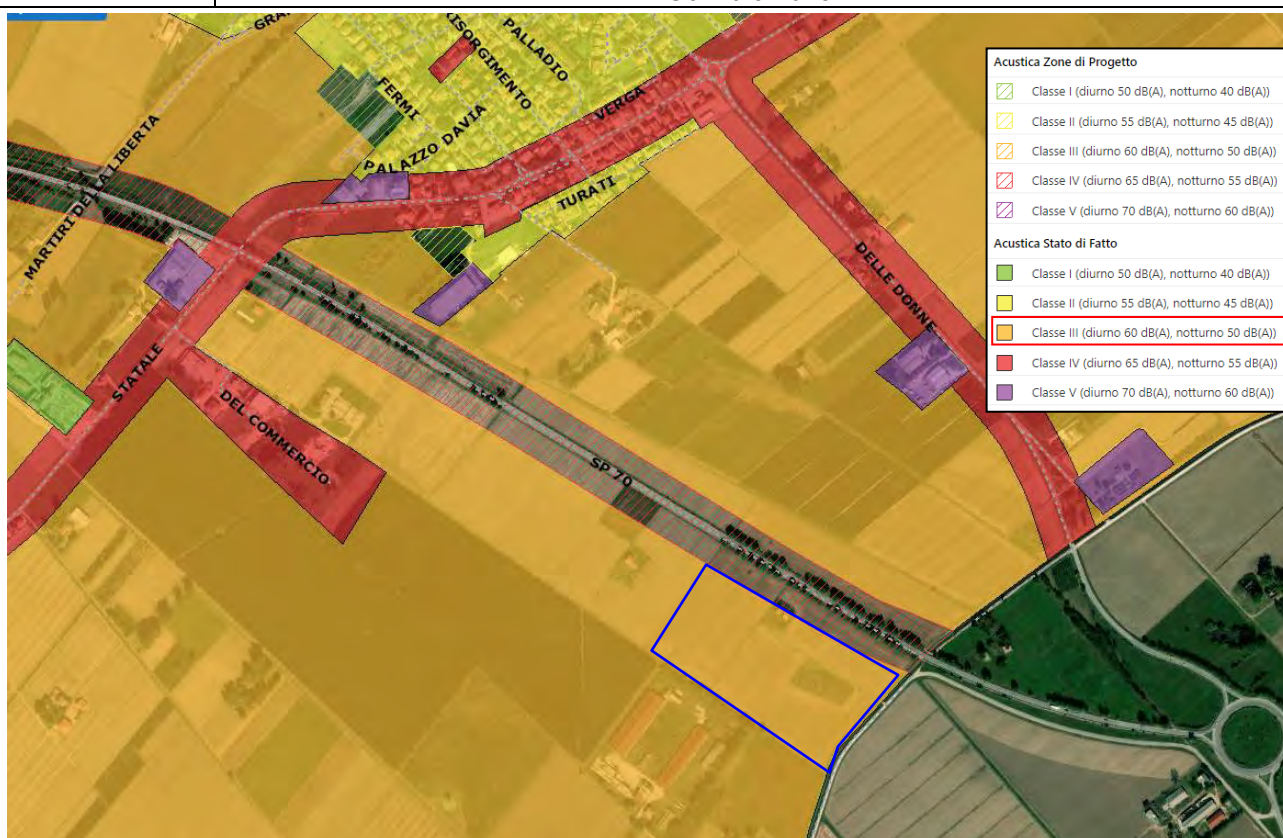 GRA
RISORGIMENTO
PALLADIO
FERMI
MARTIRI DELLA LIBERTA
VERGA
PALAZZO DAVIA
TURATI
DELLE DONNE
STATALE
DEL COMMERCIO
SP 70
Acustica Zone di Progetto
Classe I (diurno 50 dB(A), notturno 40 dB(A))
Classe II (diurno 55 dB(A), notturno 45 dB(A))
Classe III (diurno 60 dB(A), notturno 50 dB(A))
Classe IV (diurno 65 dB(A), notturno 55 dB(A))
Classe V (diurno 70 dB(A), notturno 60 dB(A))
Acustica Stato di Fatto
Classe I (diurno 50 dB(A), notturno 40 dB(A))
Classe II (diurno 55 dB(A), notturno 45 dB(A))
Classe III (diurno 60 dB(A), notturno 50 dB(A))
Classe IV (diurno 65 dB(A), notturno 55 dB(A))
Classe V (diurno 70 dB(A), notturno 60 dB(A))